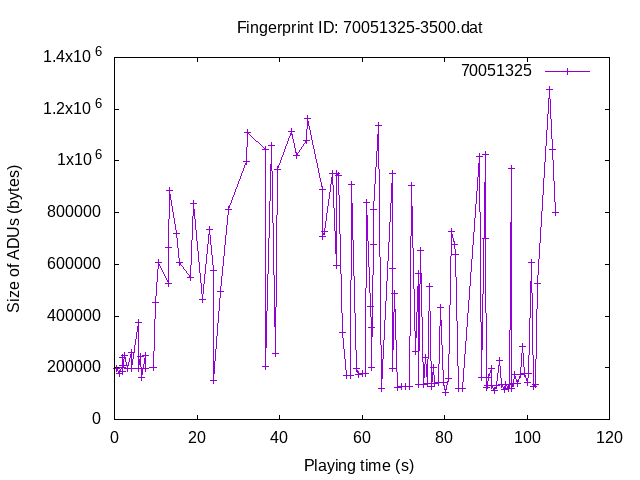 Fingerprint ID: 70051325-3500.dat
70051325
1.4x10^6
1.2x10^6
1x10^6
800000
600000
400000
200000
0
Size of ADUs (bytes)
0 20 40 60 80 100 120
Playing time (s)